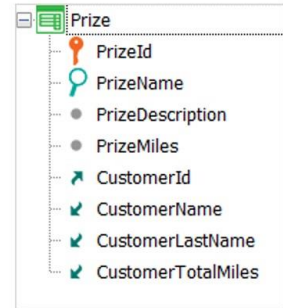 Prize
PrizeId
PrizeName
PrizeDescription
PrizeMiles
CustomerId
CustomerName
CustomerLastName
CustomerTotalMiles